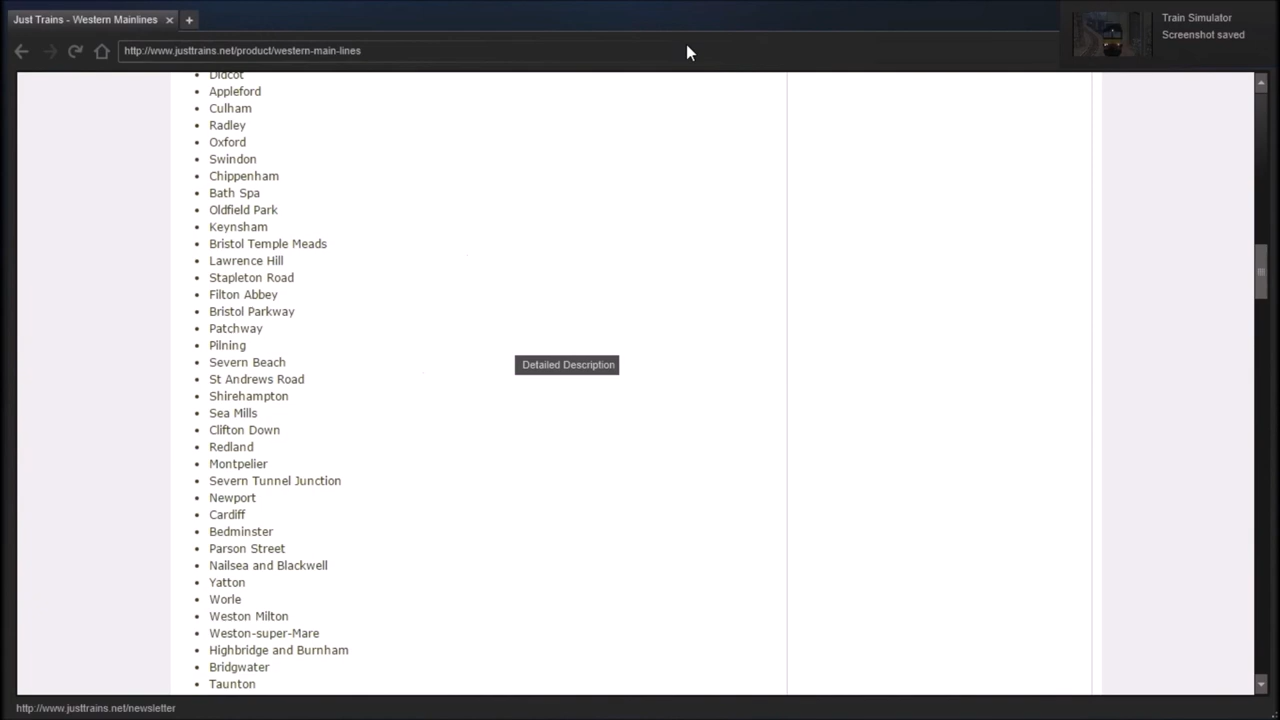 Just Trains - Western Mainlines
Train Simulator
Screenshot saved
http://www.justtrains.net/product/western-main-lines
Didcot
Appleford
Culham
Radley
Oxford
Swindon
Chippenham
Bath Spa
Oldfield Park
Keynsham
Bristol Temple Meads
Lawrence Hill
Stapleton Road
Filton Abbey
Bristol Parkway
Patchway
Pilning
Severn Beach
Detailed Description
St Andrews Road
Shirehampton
Sea Mills
Clifton Down
Redland
Montpelier
Severn Tunnel Junction
Newport
Cardiff
Bedminster
Parson Street
Nailsea and Blackwell
Yatton
Worle
Weston Milton
Weston-super-Mare
Highbridge and Burnham
Bridgwater
Taunton
http://www.justtrains.net/newsletter